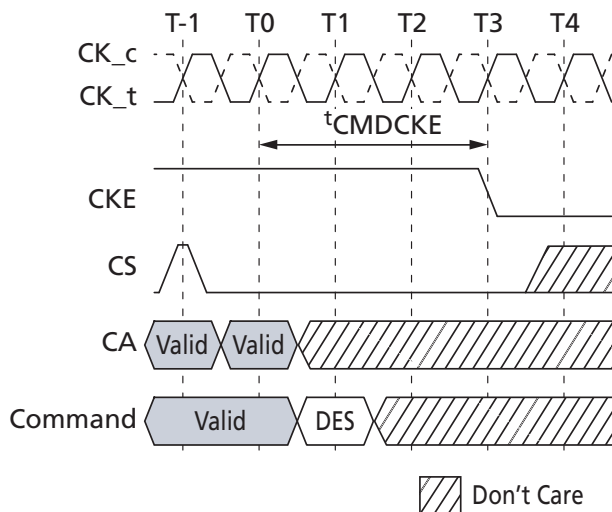 T-1 T0 T1 T2 T3 T4
CK_c
CK_t
tCMDCKE
CKE
CS
CA Valid Valid
Command Valid DES
Don't Care